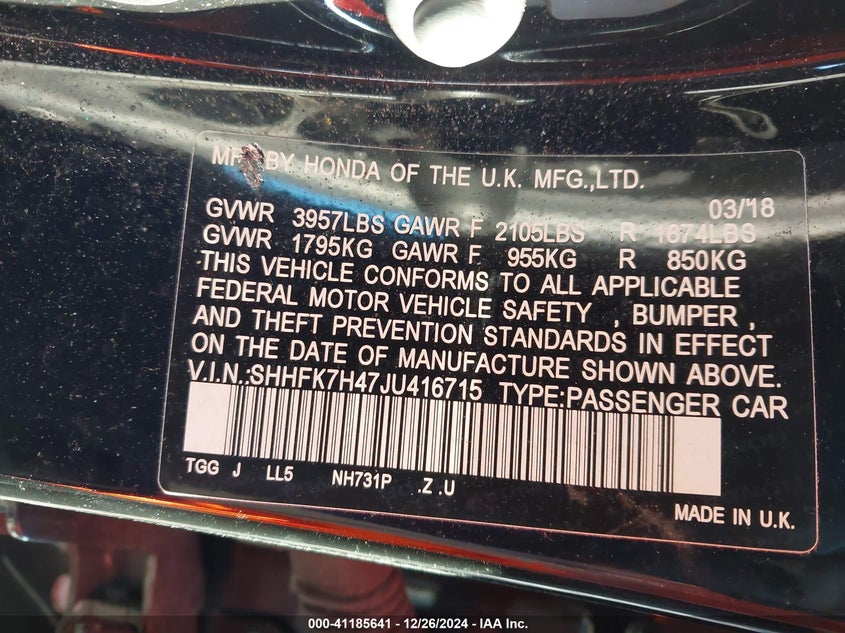 MFD BY HONDA OF THE U.K. MFG.,LTD.
03/18
GVWR 3957LBS GAWR F 2105LBS R 1874LBS
GVWR 1795KG GAWR F 955KG R 850KG
THIS VEHICLE CONFORMS TO ALL APPLICABLE
FEDERAL MOTOR VEHICLE SAFETY , BUMPER ,
AND THEFT PREVENTION STANDARDS IN EFFECT
ON THE DATE OF MANUFACTURE SHOWN ABOVE.
V.I.N.:SHHFK7H47JU416715 TYPE:PASSENGER CAR
TGG J LL5 NH731P .Z .U
MADE IN U.K.
000-41185641 - 12/26/2024 - IAA Inc.